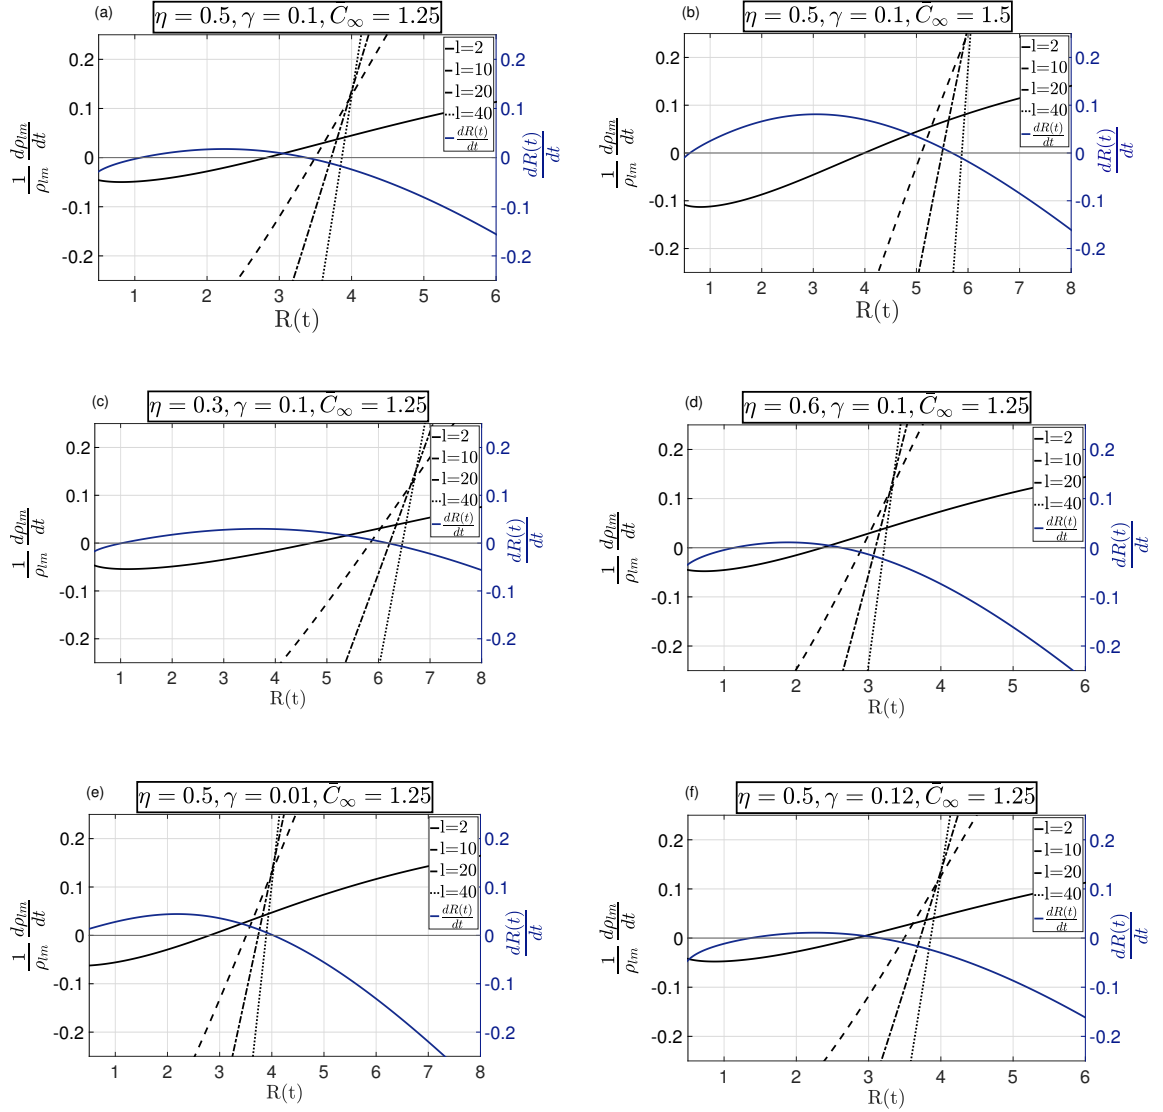 (a) η = 0.5, γ = 0.1, C̄∞ = 1.25
0.2
0.1
0
-0.1
-0.2
1/ρlm dρlm/dt
1 2 3 4 5 6
R(t)
l=2
l=10
l=20
l=40
dR(t)/dt
0.2
0.1
0
-0.1
-0.2
dR(t)/dt
(b) η = 0.5, γ = 0.1, C̄∞ = 1.5
0.2
0.1
0
-0.1
-0.2
1/ρlm dρlm/dt
1 2 3 4 5 6 7 8
R(t)
l=2
l=10
l=20
l=40
dR(t)/dt
0.2
0.1
0
-0.1
-0.2
dR(t)/dt
(c) η = 0.3, γ = 0.1, C̄∞ = 1.25
0.2
0.1
0
-0.1
-0.2
1/ρlm dρlm/dt
1 2 3 4 5 6 7 8
R(t)
l=2
l=10
l=20
l=40
dR(t)/dt
0.2
0.1
0
-0.1
-0.2
dR(t)/dt
(d) η = 0.6, γ = 0.1, C̄∞ = 1.25
0.2
0.1
0
-0.1
-0.2
1/ρlm dρlm/dt
1 2 3 4 5 6
R(t)
l=2
l=10
l=20
l=40
dR(t)/dt
0.2
0.1
0
-0.1
-0.2
dR(t)/dt
(e) η = 0.5, γ = 0.01, C̄∞ = 1.25
0.2
0.1
0
-0.1
-0.2
1/ρlm dρlm/dt
1 2 3 4 5 6 7 8
R(t)
l=2
l=10
l=20
l=40
dR(t)/dt
0.2
0.1
0
-0.1
-0.2
dR(t)/dt
(f) η = 0.5, γ = 0.12, C̄∞ = 1.25
0.2
0.1
0
-0.1
-0.2
1/ρlm dρlm/dt
1 2 3 4 5 6
R(t)
l=2
l=10
l=20
l=40
dR(t)/dt
0.2
0.1
0
-0.1
-0.2
dR(t)/dt